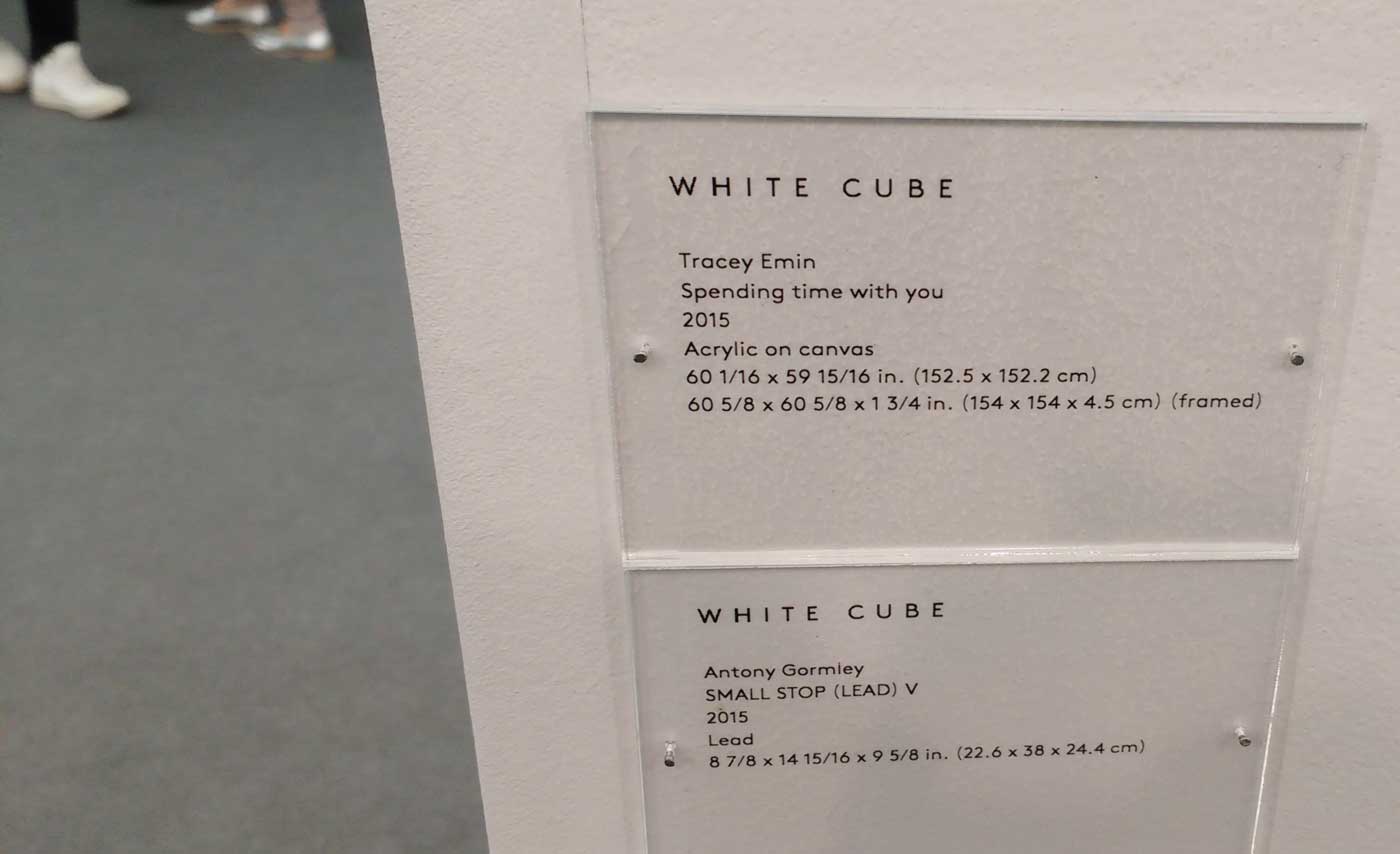 WHITE CUBE
Tracey Emin
Spending time with you
2015
Acrylic on canvas
60 1/16 x 59 15/16 in. (152.5 x 152.2 cm)
60 5/8 x 60 5/8 x 1 3/4 in. (154 x 154 x 4.5 cm) (framed)
WHITE CUBE
Antony Gormley
SMALL STOP (LEAD) V
2015
Lead
8 7/8 x 14 15/16 x 9 5/8 in. (22.6 x 38 x 24.4 cm)